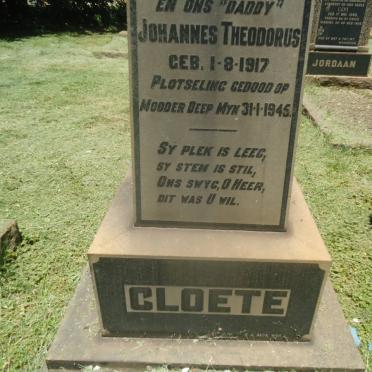 EN ONS "DADDY"
JOHANNES THEODORUS
GEB. 1-8-1917
PLOTSELING GEDOOD OP
MODDER DEEP MYN 31-1-1945.
SY PLEK IS LEEG,
SY STEM IS STIL,
ONS SWYG, O HEER,
DIT WAS U WIL.
CLOETE
JORDAAN